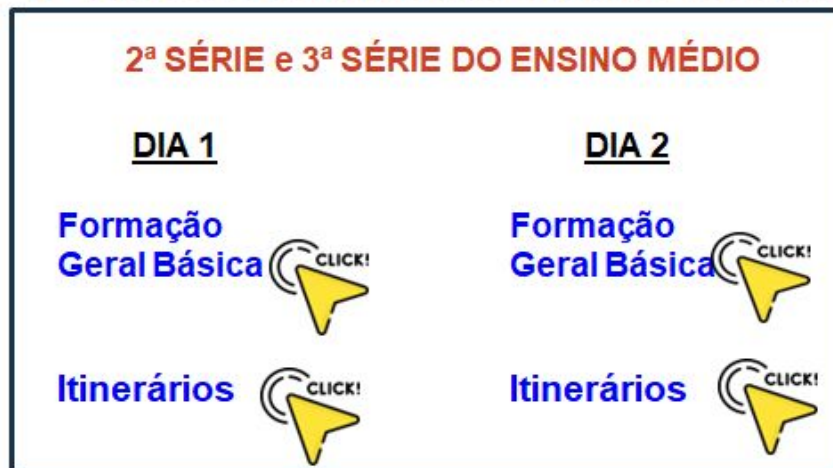 2ª SÉRIE e 3ª SÉRIE DO ENSINO MÉDIO
DIA 1
Formação
Geral Básica
CLICK!
Itinerários
CLICK!
DIA 2
Formação
Geral Básica
CLICK!
Itinerários
CLICK!